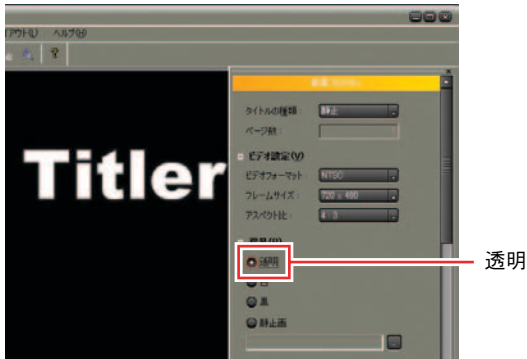 ヘルプ(H)
Titler
タイトルの種類: 静止
ページ数:
ビデオ設定(V)
ビデオフォーマット: NTSC
フレームサイズ: 720 x 480
アスペクト比: 4:3
透明
透明
白
黒
静止画